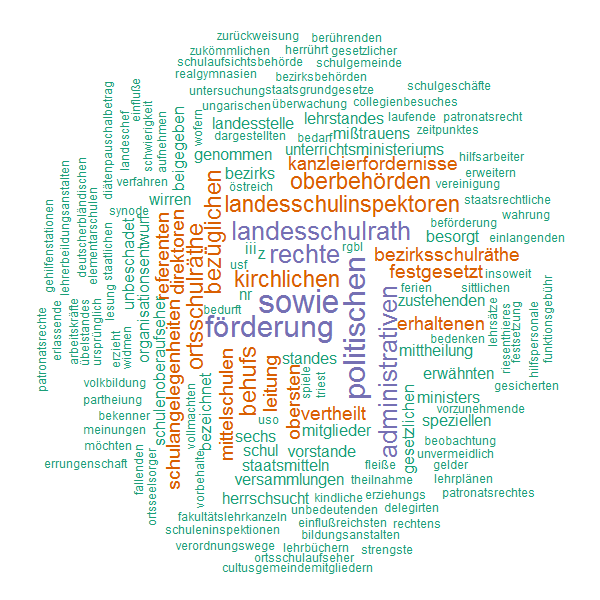 zurückweisung
berührenden
zukömmlichen
herrührt
gesetzlicher
schulaufsichtsbehörde
schulgemeinde
realgymnasien
bezirksbehörden
untersuchung
staatsgrundgesetze
schulgeschäfte
ungarischen
überwachung
collegienbesuches
wofern
landesstelle
lehrstandes
laufende
patronatsrecht
dargestellten
bedarf
mißtrauens
zeitpunktes
genommen
unterrichtsministeriums
kanzleierfordernisse
hilfsarbeiter
bezirks
oberbehörden
erweitern
verfahren
östreich
vereinigung
wirren
landesschulinspektoren
staatsrechtliche
synode
beförderung
wahrung
landesschulrath
besorgt
einlangenden
iii
z
rechte
rgbl
bezirksschulräthe
usf
kirchlichen
festgesetzt
insoweit
nr
sowie
ferien
sittlichen
bedurft
förderung
zustehenden
erhaltenen
bedenken
standes
mittheilung
spiele
triest
erwähnten
gesicherten
volkbildung
partheiung
vertheilt
ministers
vorzunehmende
bekenner
uso
mitglieder
speziellen
meinungen
sechs
beobachtung
möchten
schul
vorstande
unvermeidlich
errungenschaft
staatsmitteln
fleiße
gelder
versammlungen
theilnahme
lehrplänen
herrschsucht
kindliche
erziehungs
patronatsrechtes
unbedeutenden
delegirten
fakultätslehrkanzeln
einflußreichsten
rechtens
schuleninspektionen
bildungsanstalten
verordnungswege
lehrbüchern
strengste
ortsschulaufseher
cultusgemeindemitgliedern
patronatsrechte
gehilfenstationen
erlassende
lehrerbildungsanstalten
arbeitskräfte
übelstandes
deutscherbländischen
elementarschulen
ursprünglich
diätenpauschalbetrag
lesung
staatlichen
erzieht
landeschef
widmen
einfluße
unbeschadet
schwierigkeit
organisationsentwurfs
aufnehmen
schulenoberaufseher
fallenden
ortsseelsorger
beigegeben
referenten
direktoren
schulangelegenheiten
ortsschulräthe
bezüglichen
vollmachten
vorbehalte
bezeichnet
mittelschulen
behufs
leitung
obersten
politischen
administrativen
gesetzlichen
lehrsätze
riesentheires
festsetzung
hilfspersonale
funktionsgebühr